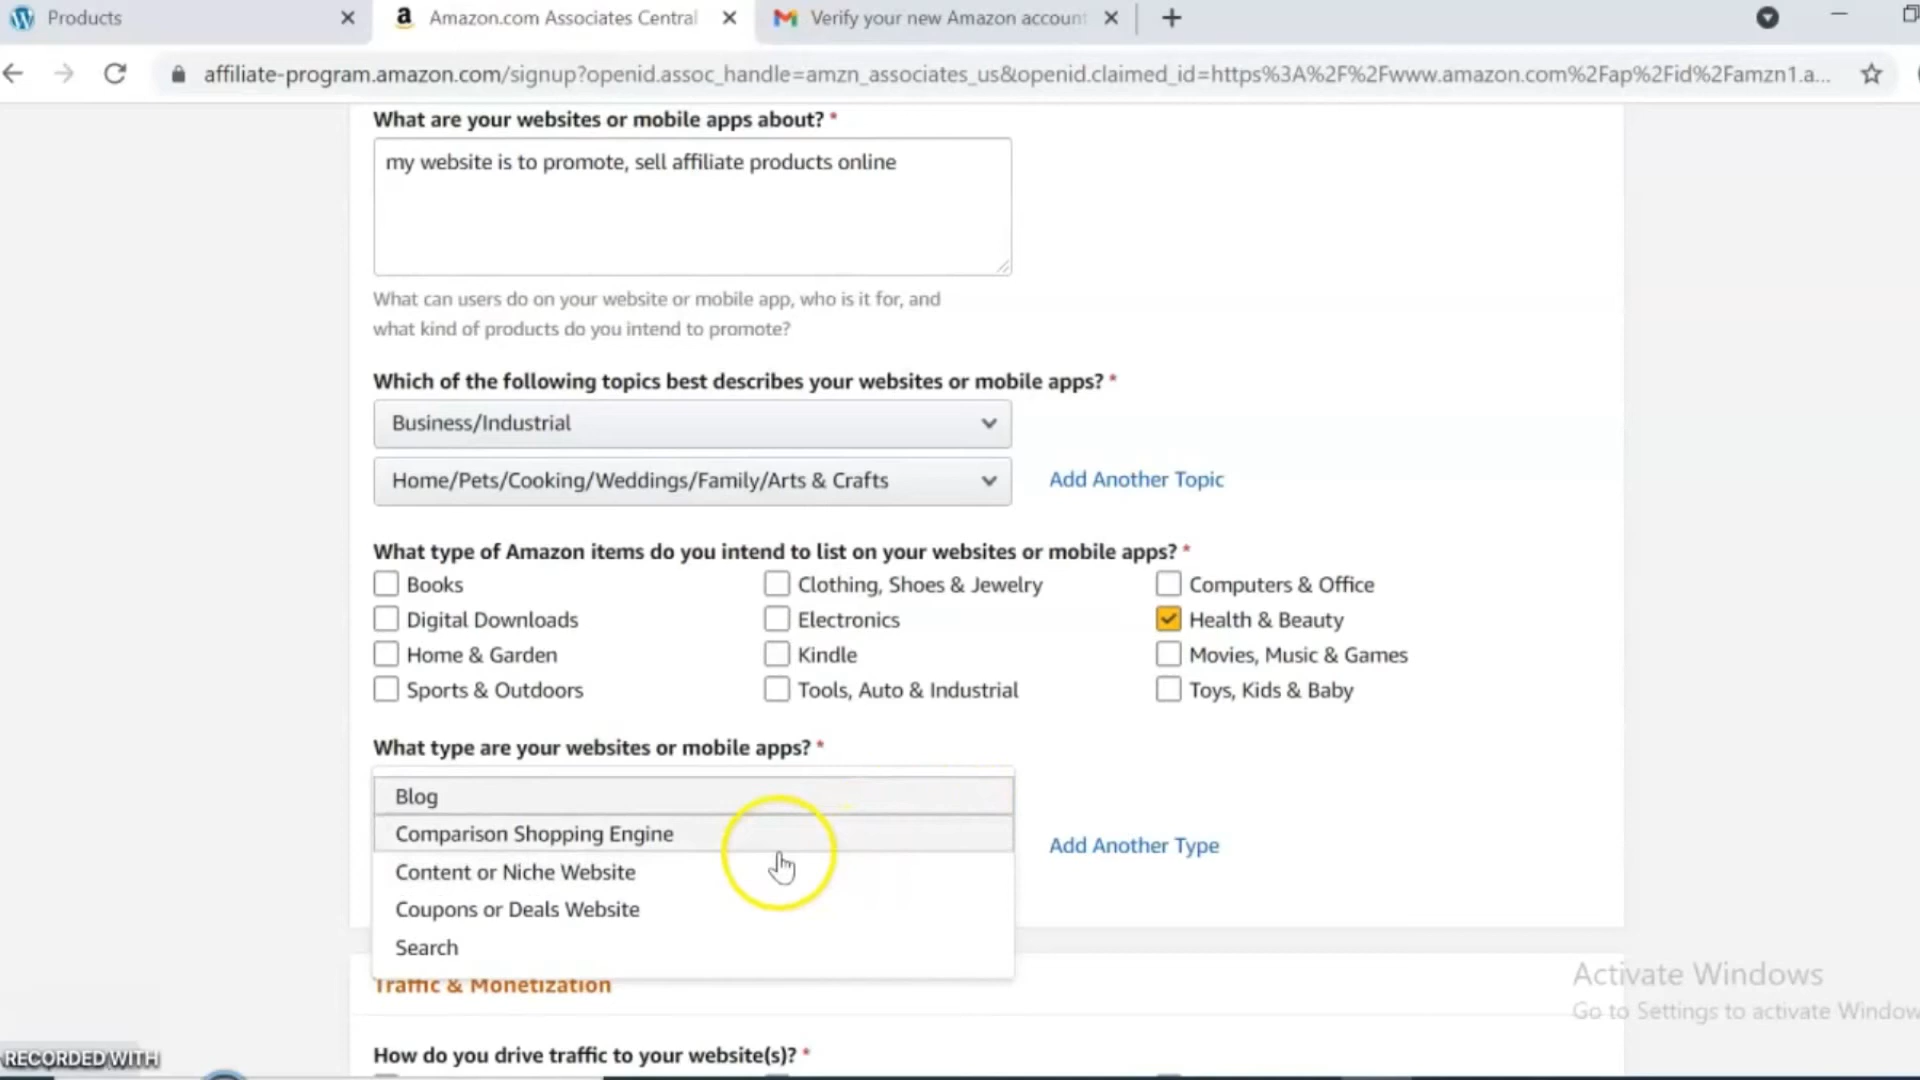 Products
Amazon.com Associates Central
Verify your new Amazon account
affiliate-program.amazon.com/signup?openid.assoc_handle=amzn_associates_us&openid.claimed_id=https%3A%2F%2Fwww.amazon.com%2Fap%2Fid%2Famzn1.a...
What are your websites or mobile apps about? *
my website is to promote, sell affiliate products online
What can users do on your website or mobile app, who is it for, and
what kind of products do you intend to promote?
Which of the following topics best describes your websites or mobile apps? *
Business/Industrial
Home/Pets/Cooking/Weddings/Family/Arts & Crafts
Add Another Topic
What type of Amazon items do you intend to list on your websites or mobile apps? *
Books
Clothing, Shoes & Jewelry
Computers & Office
Digital Downloads
Electronics
Health & Beauty
Home & Garden
Kindle
Movies, Music & Games
Sports & Outdoors
Tools, Auto & Industrial
Toys, Kids & Baby
What type are your websites or mobile apps? *
Blog
Comparison Shopping Engine
Add Another Type
Content or Niche Website
Coupons or Deals Website
Search
Traffic & Monetization
Activate Windows
Go to Settings to activate Window
How do you drive traffic to your website(s)? *
RECORDED WITH